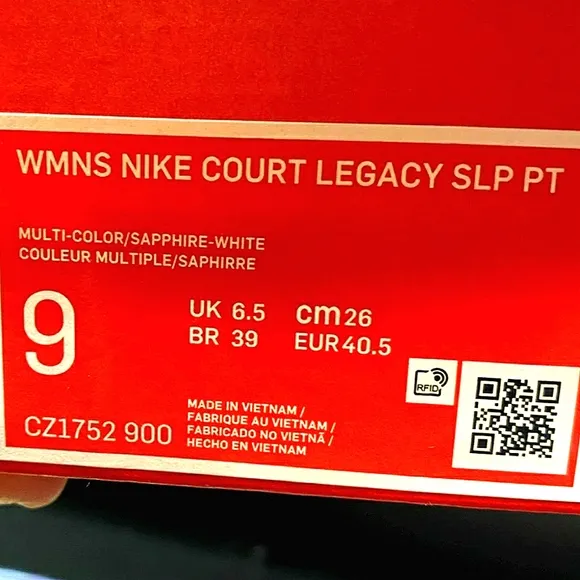 WMNS NIKE COURT LEGACY SLP PT
MULTI-COLOR/SAPPHIRE-WHITE
COULEUR MULTIPLE/SAPHIRRE
9
UK 6.5 cm 26
BR 39 EUR 40.5
RFID
CZ1752 900
MADE IN VIETNAM /
FABRIQUE AU VIETNAM /
FABRICADO NO VIETNÃ /
HECHO EN VIETNAM